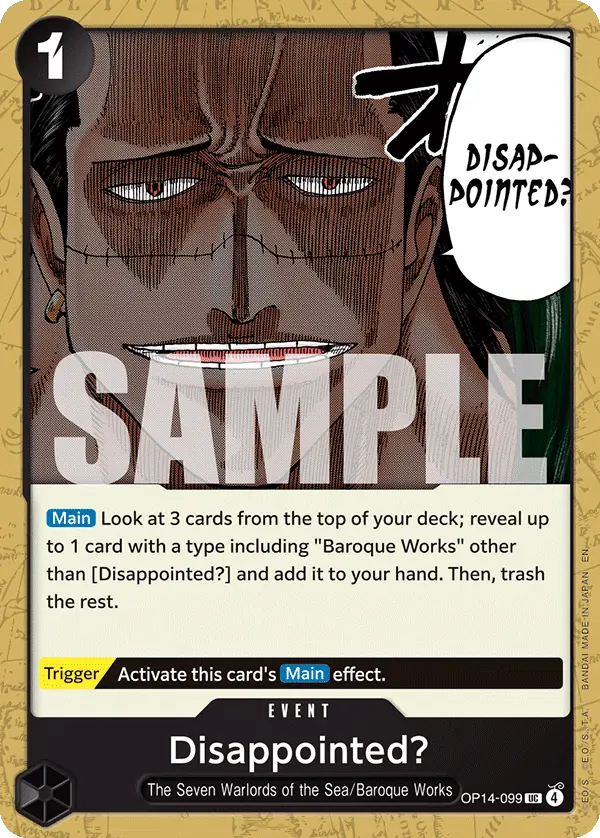 1
DISAP-
POINTED?
SAMPLE
Main Look at 3 cards from the top of your deck; reveal up
to 1 card with a type including "Baroque Works" other
than [Disappointed?] and add it to your hand. Then, trash
the rest.
Trigger Activate this card's Main effect.
EVENT
Disappointed?
The Seven Warlords of the Sea/Baroque Works
OP14-099 UC 4
©E.O./S. ©E.O./S.,T.A. BANDAI MADE IN JAPAN EN